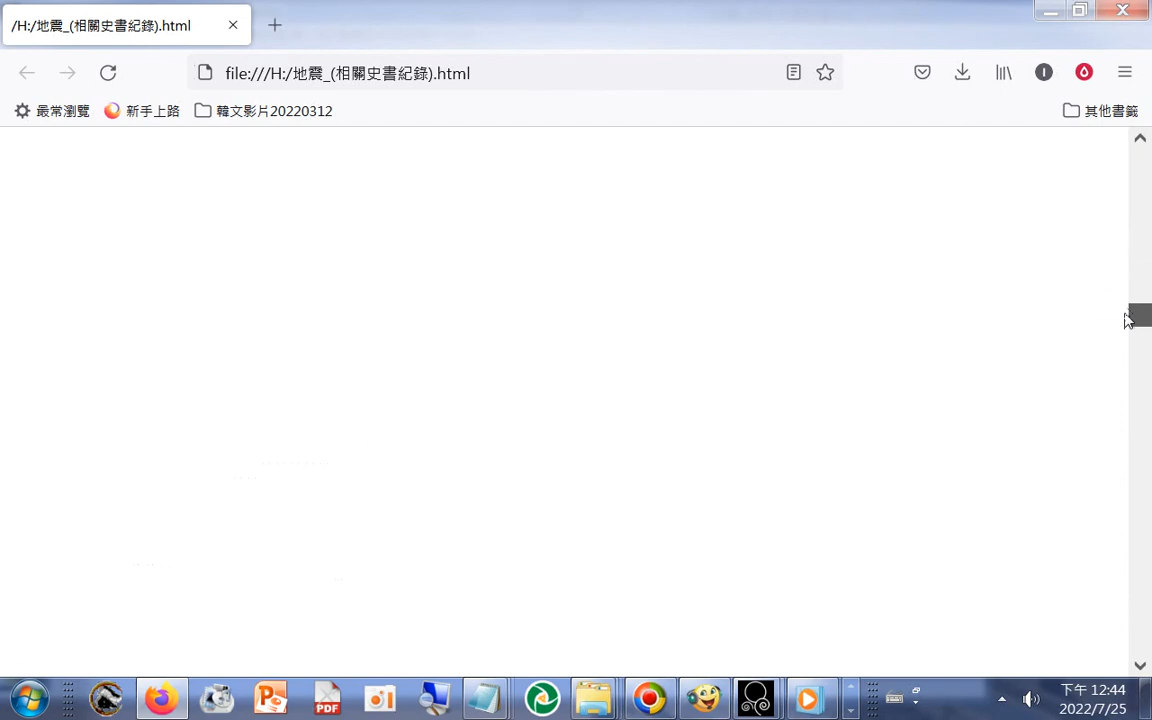 /H:/地震_(相關史書紀錄).html
file:///H:/地震_(相關史書紀錄).html
最常瀏覽 新手上路 韓文影片20220312 其他書籤
PDF
下午 12:44
2022/7/25